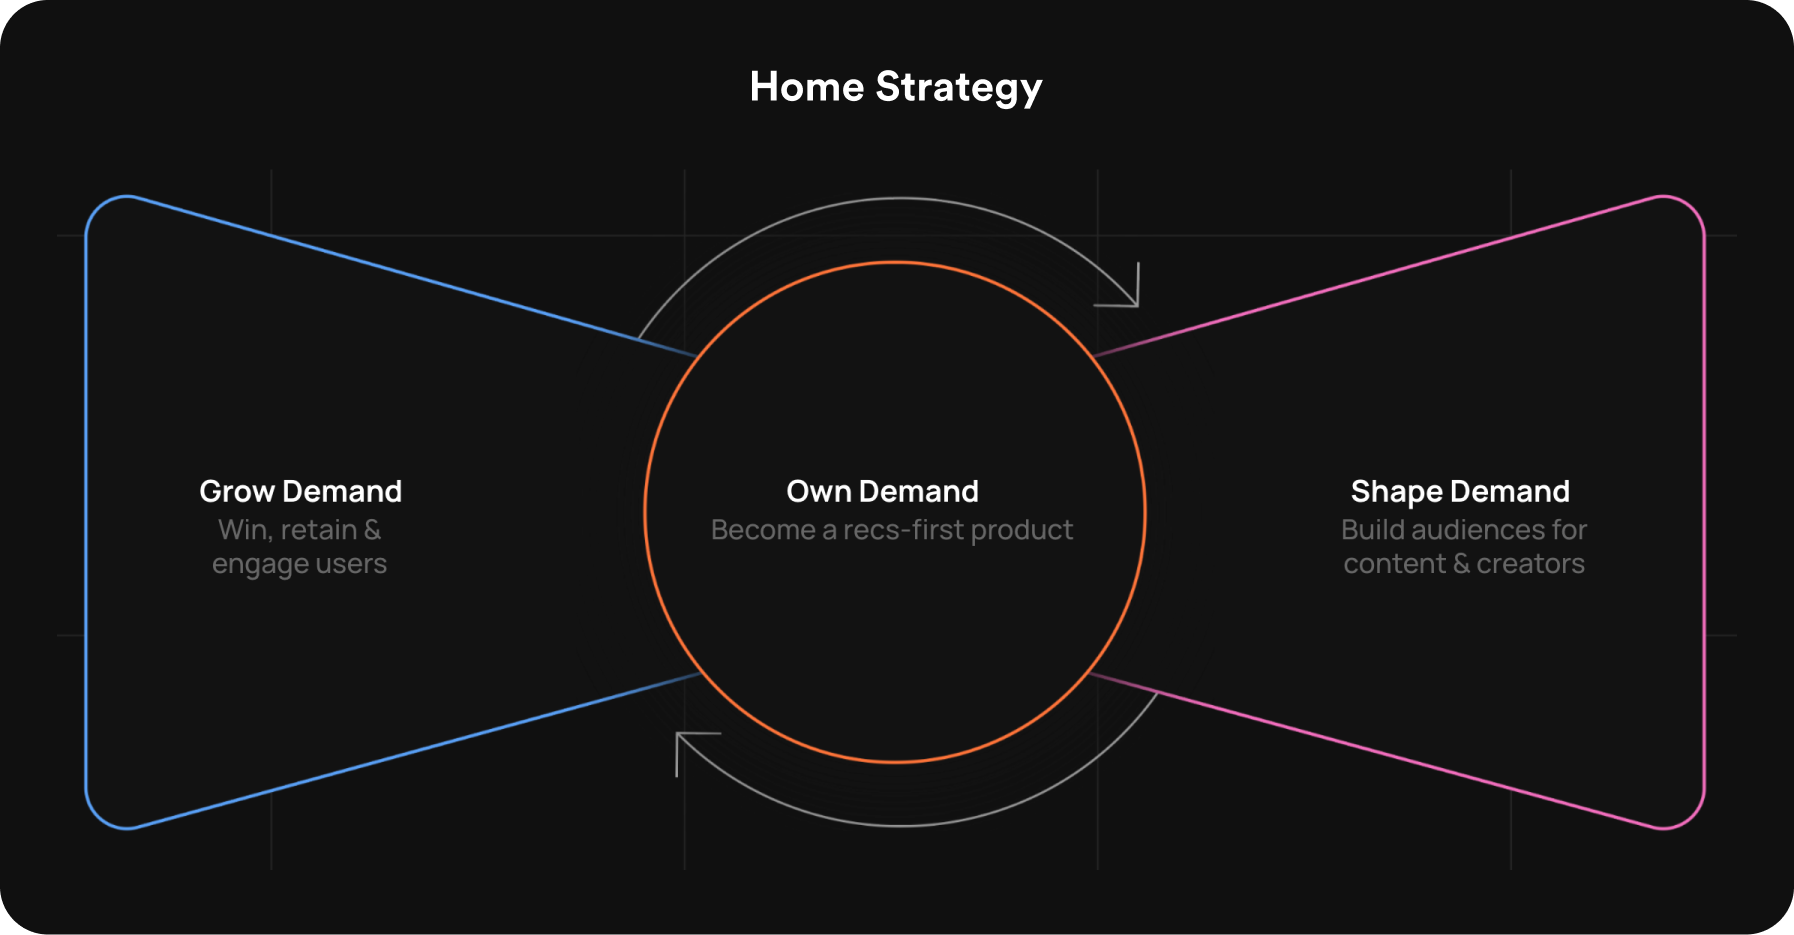 Home Strategy
Grow Demand
Win, retain &
engage users
Own Demand
Become a recs-first product
Shape Demand
Build audiences for
content & creators